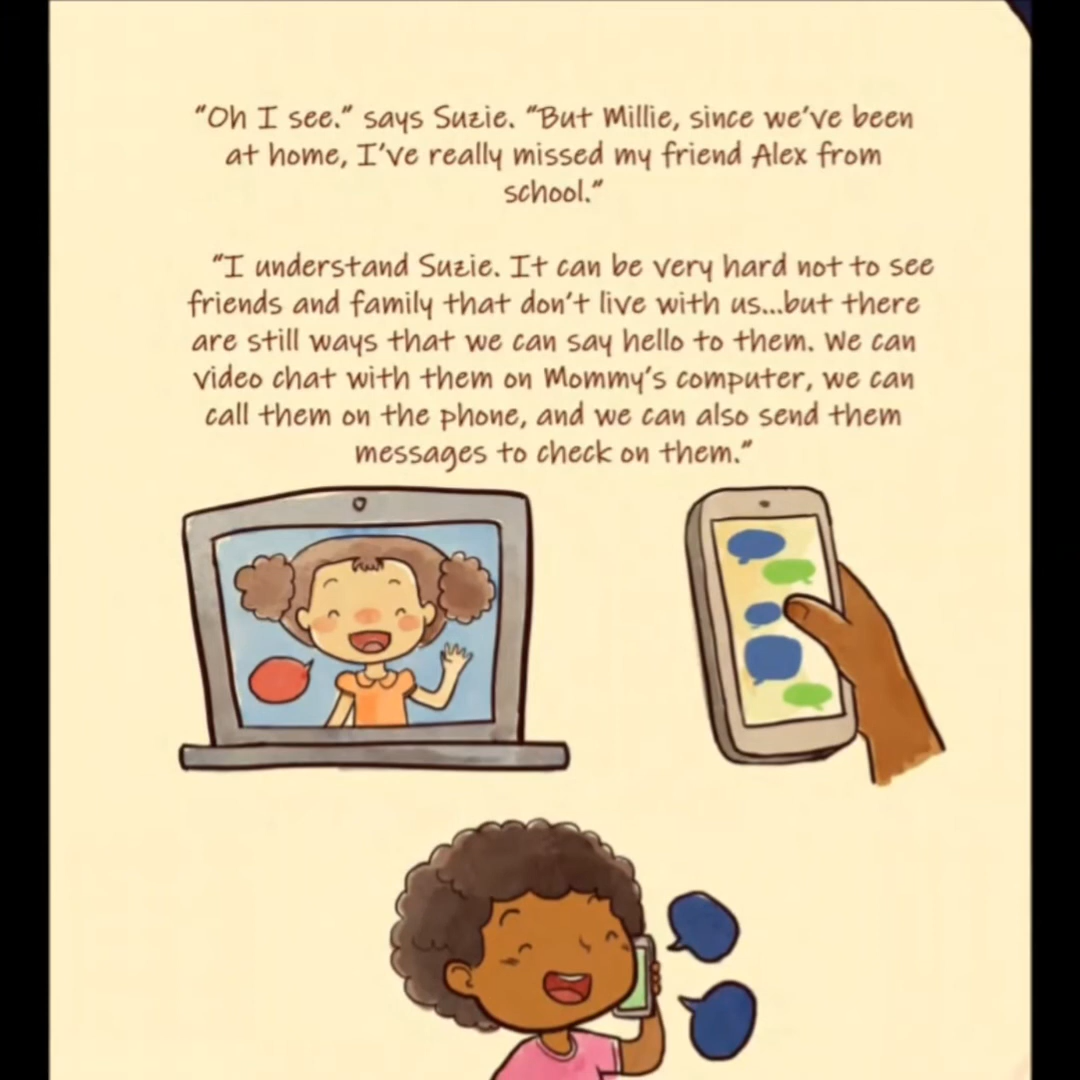 “Oh I see.” says Suzie. “But Millie, since we’ve been
at home, I’ve really missed my friend Alex from
school.”
“I understand Suzie. It can be very hard not to see
friends and family that don’t live with us...but there
are still ways that we can say hello to them. We can
video chat with them on Mommy’s computer, we can
call them on the phone, and we can also send them
messages to check on them.”